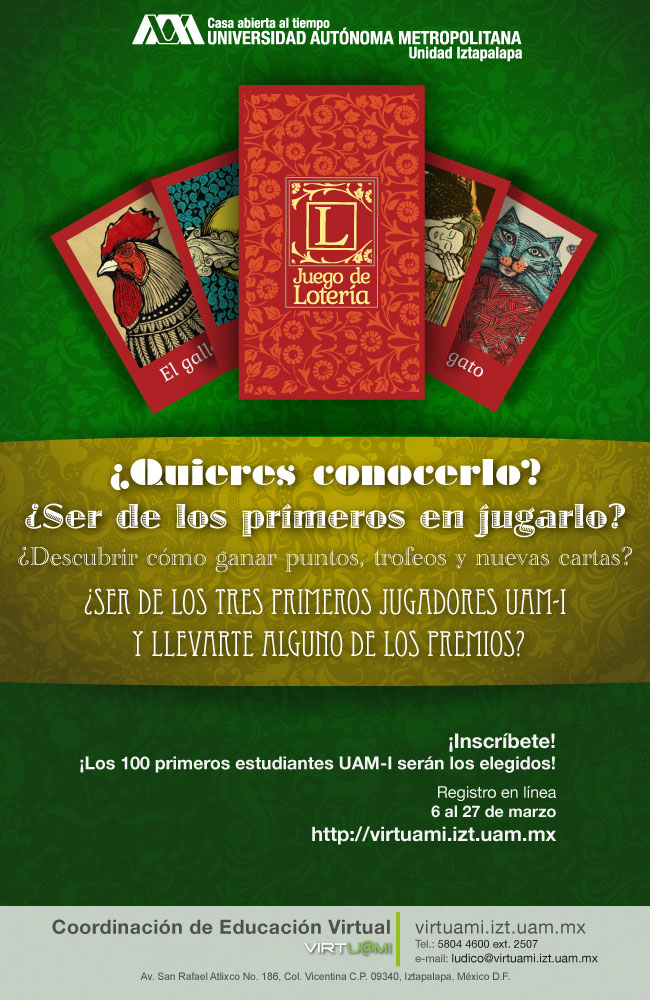 Casa abierta al tiempo
UNIVERSIDAD AUTÓNOMA METROPOLITANA
Unidad Iztapalapa
L
Juego de
Lotería
El gall
gato
¿Quieres conocerlo?
¿Ser de los prímeros en jugarlo?
¿Descubrir cómo ganar puntos, trofeos y nuevas cartas?
¿SER DE LOS TRES PRIMEROS JUGADORES UAM-I
Y LLEVARTE ALGUNO DE LOS PREMIOS?
¡Inscríbete!
¡Los 100 primeros estudiantes UAM-I serán los elegidos!
Registro en línea
6 al 27 de marzo
http://virtuami.izt.uam.mx
Coordinación de Educación Virtual
VIRTU@MI
virtuami.izt.uam.mx
Tel.: 5804 4600 ext. 2507
e-mail: ludico@virtuami.izt.uam.mx
Av. San Rafael Atlixco No. 186, Col. Vicentina C.P. 09340, Iztapalapa, México D.F.